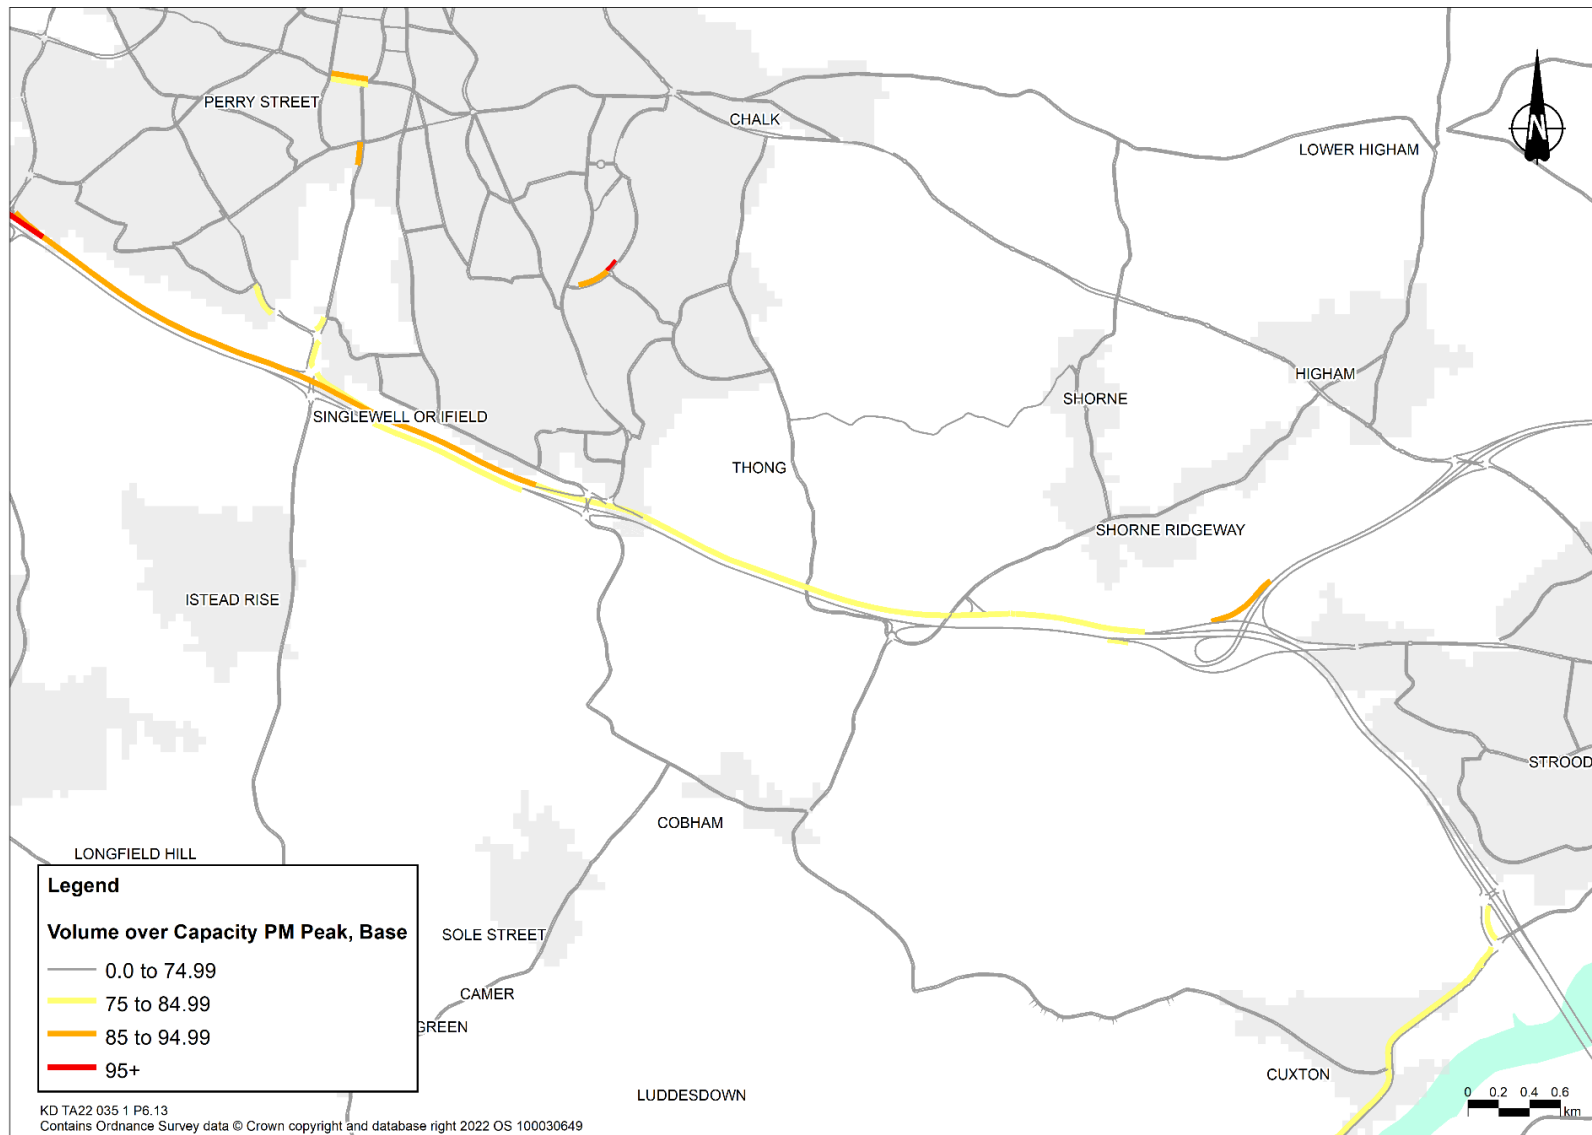 PERRY STREET
CHALK
LOWER HIGHAM
N
HIGHAM
SHORNE
SINGLEWELL OR IFIELD
THONG
SHORNE RIDGEWAY
ISTEAD RISE
STROOD
COBHAM
LONGFIELD HILL
SOLE STREET
CAMER
GREEN
CUXTON
LUDDESDOWN
Legend
Volume over Capacity PM Peak, Base
0.0 to 74.99
75 to 84.99
85 to 94.99
95+
0 0.2 0.4 0.6
km
KD TA22 035 1 P6.13
Contains Ordnance Survey data © Crown copyright and database right 2022 OS 100030649